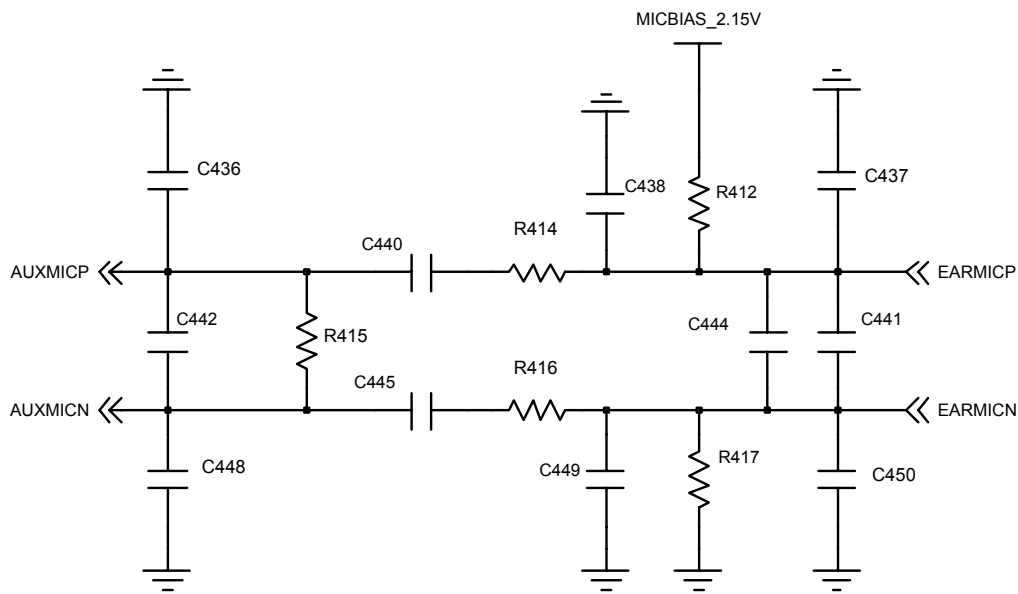 MICBIAS_2.15V
C436
C438
R412
C437
R414
C440
AUXMICP
EARMICP
C442
R415
C444
C441
R416
C445
AUXMICN
EARMICN
C448
C449
R417
C450